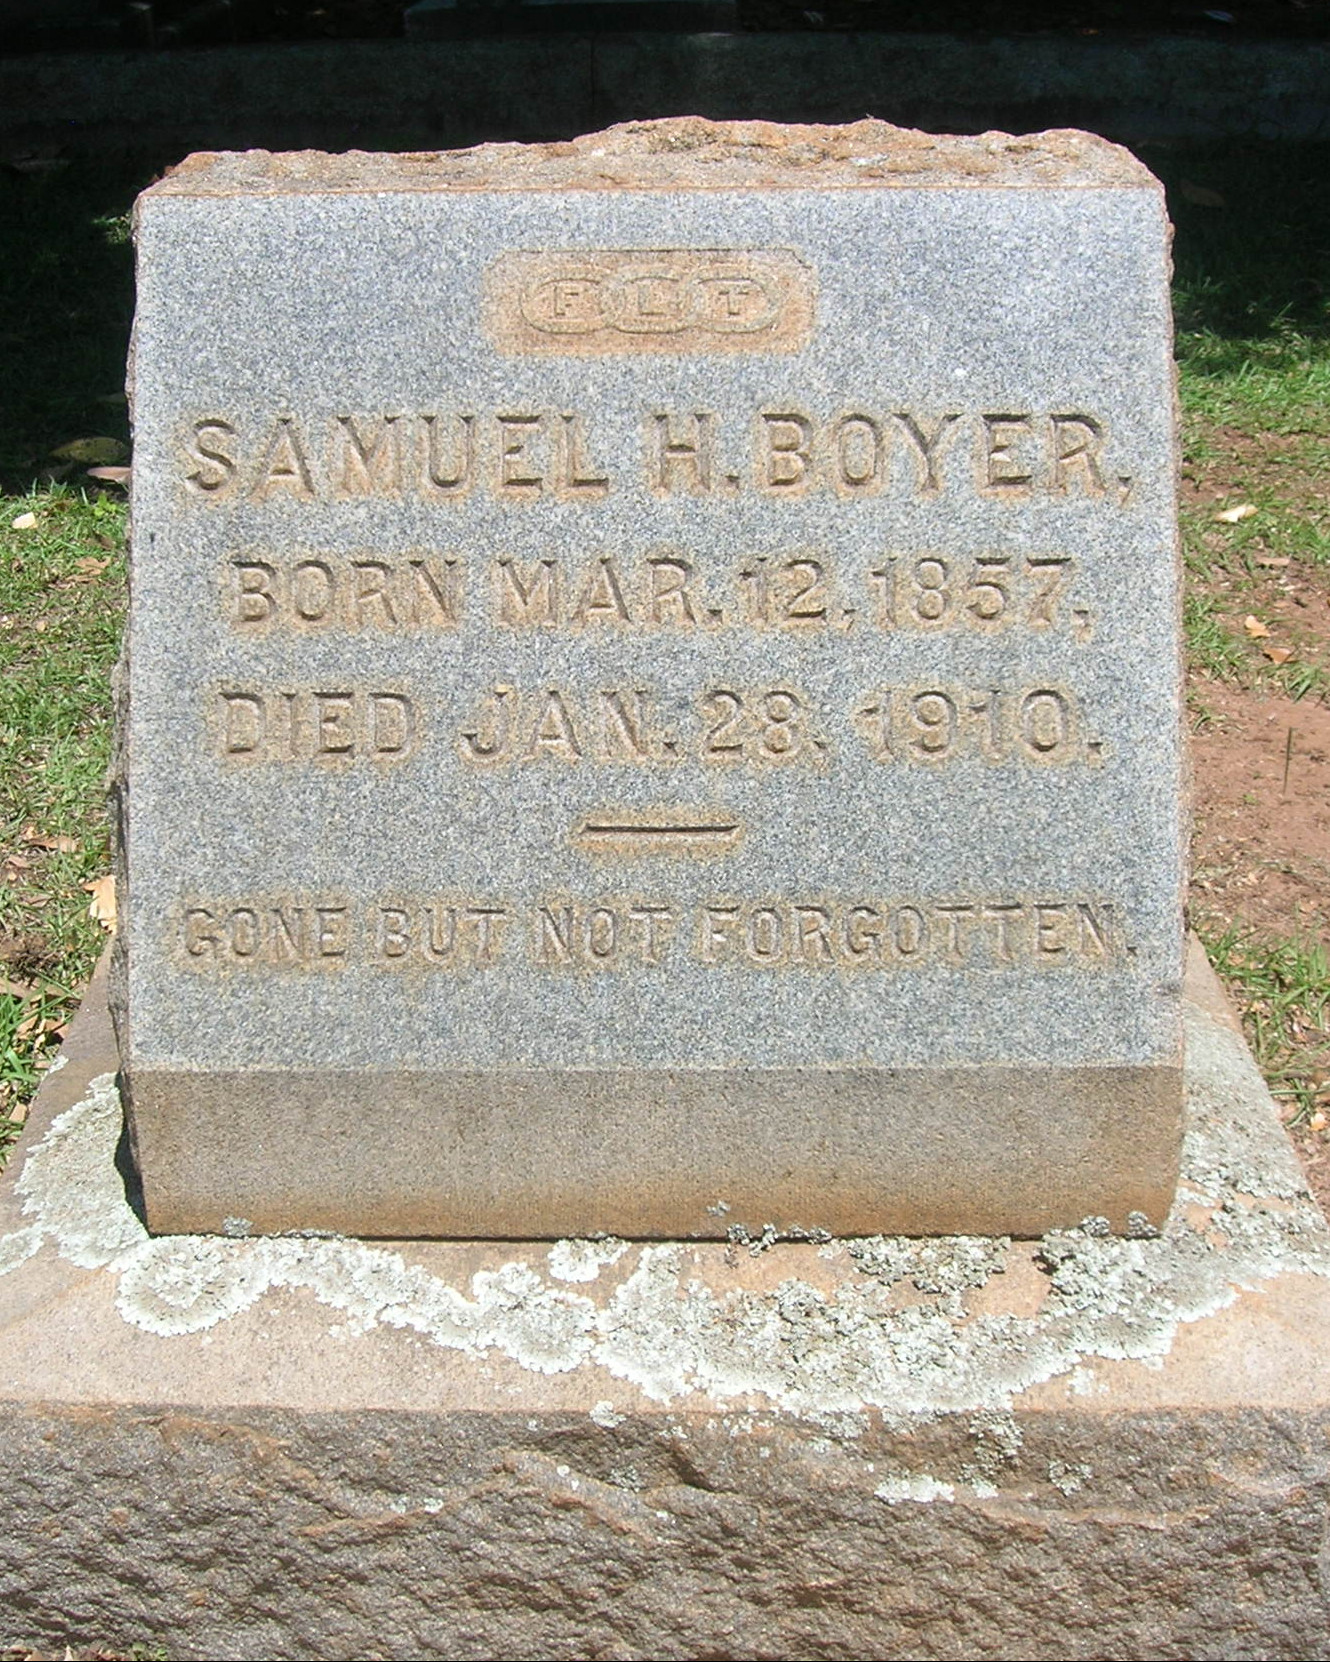 F L T
SAMUEL H. BOYER,
BORN MAR. 12, 1857,
DIED JAN. 28, 1910.
GONE BUT NOT FORGOTTEN.